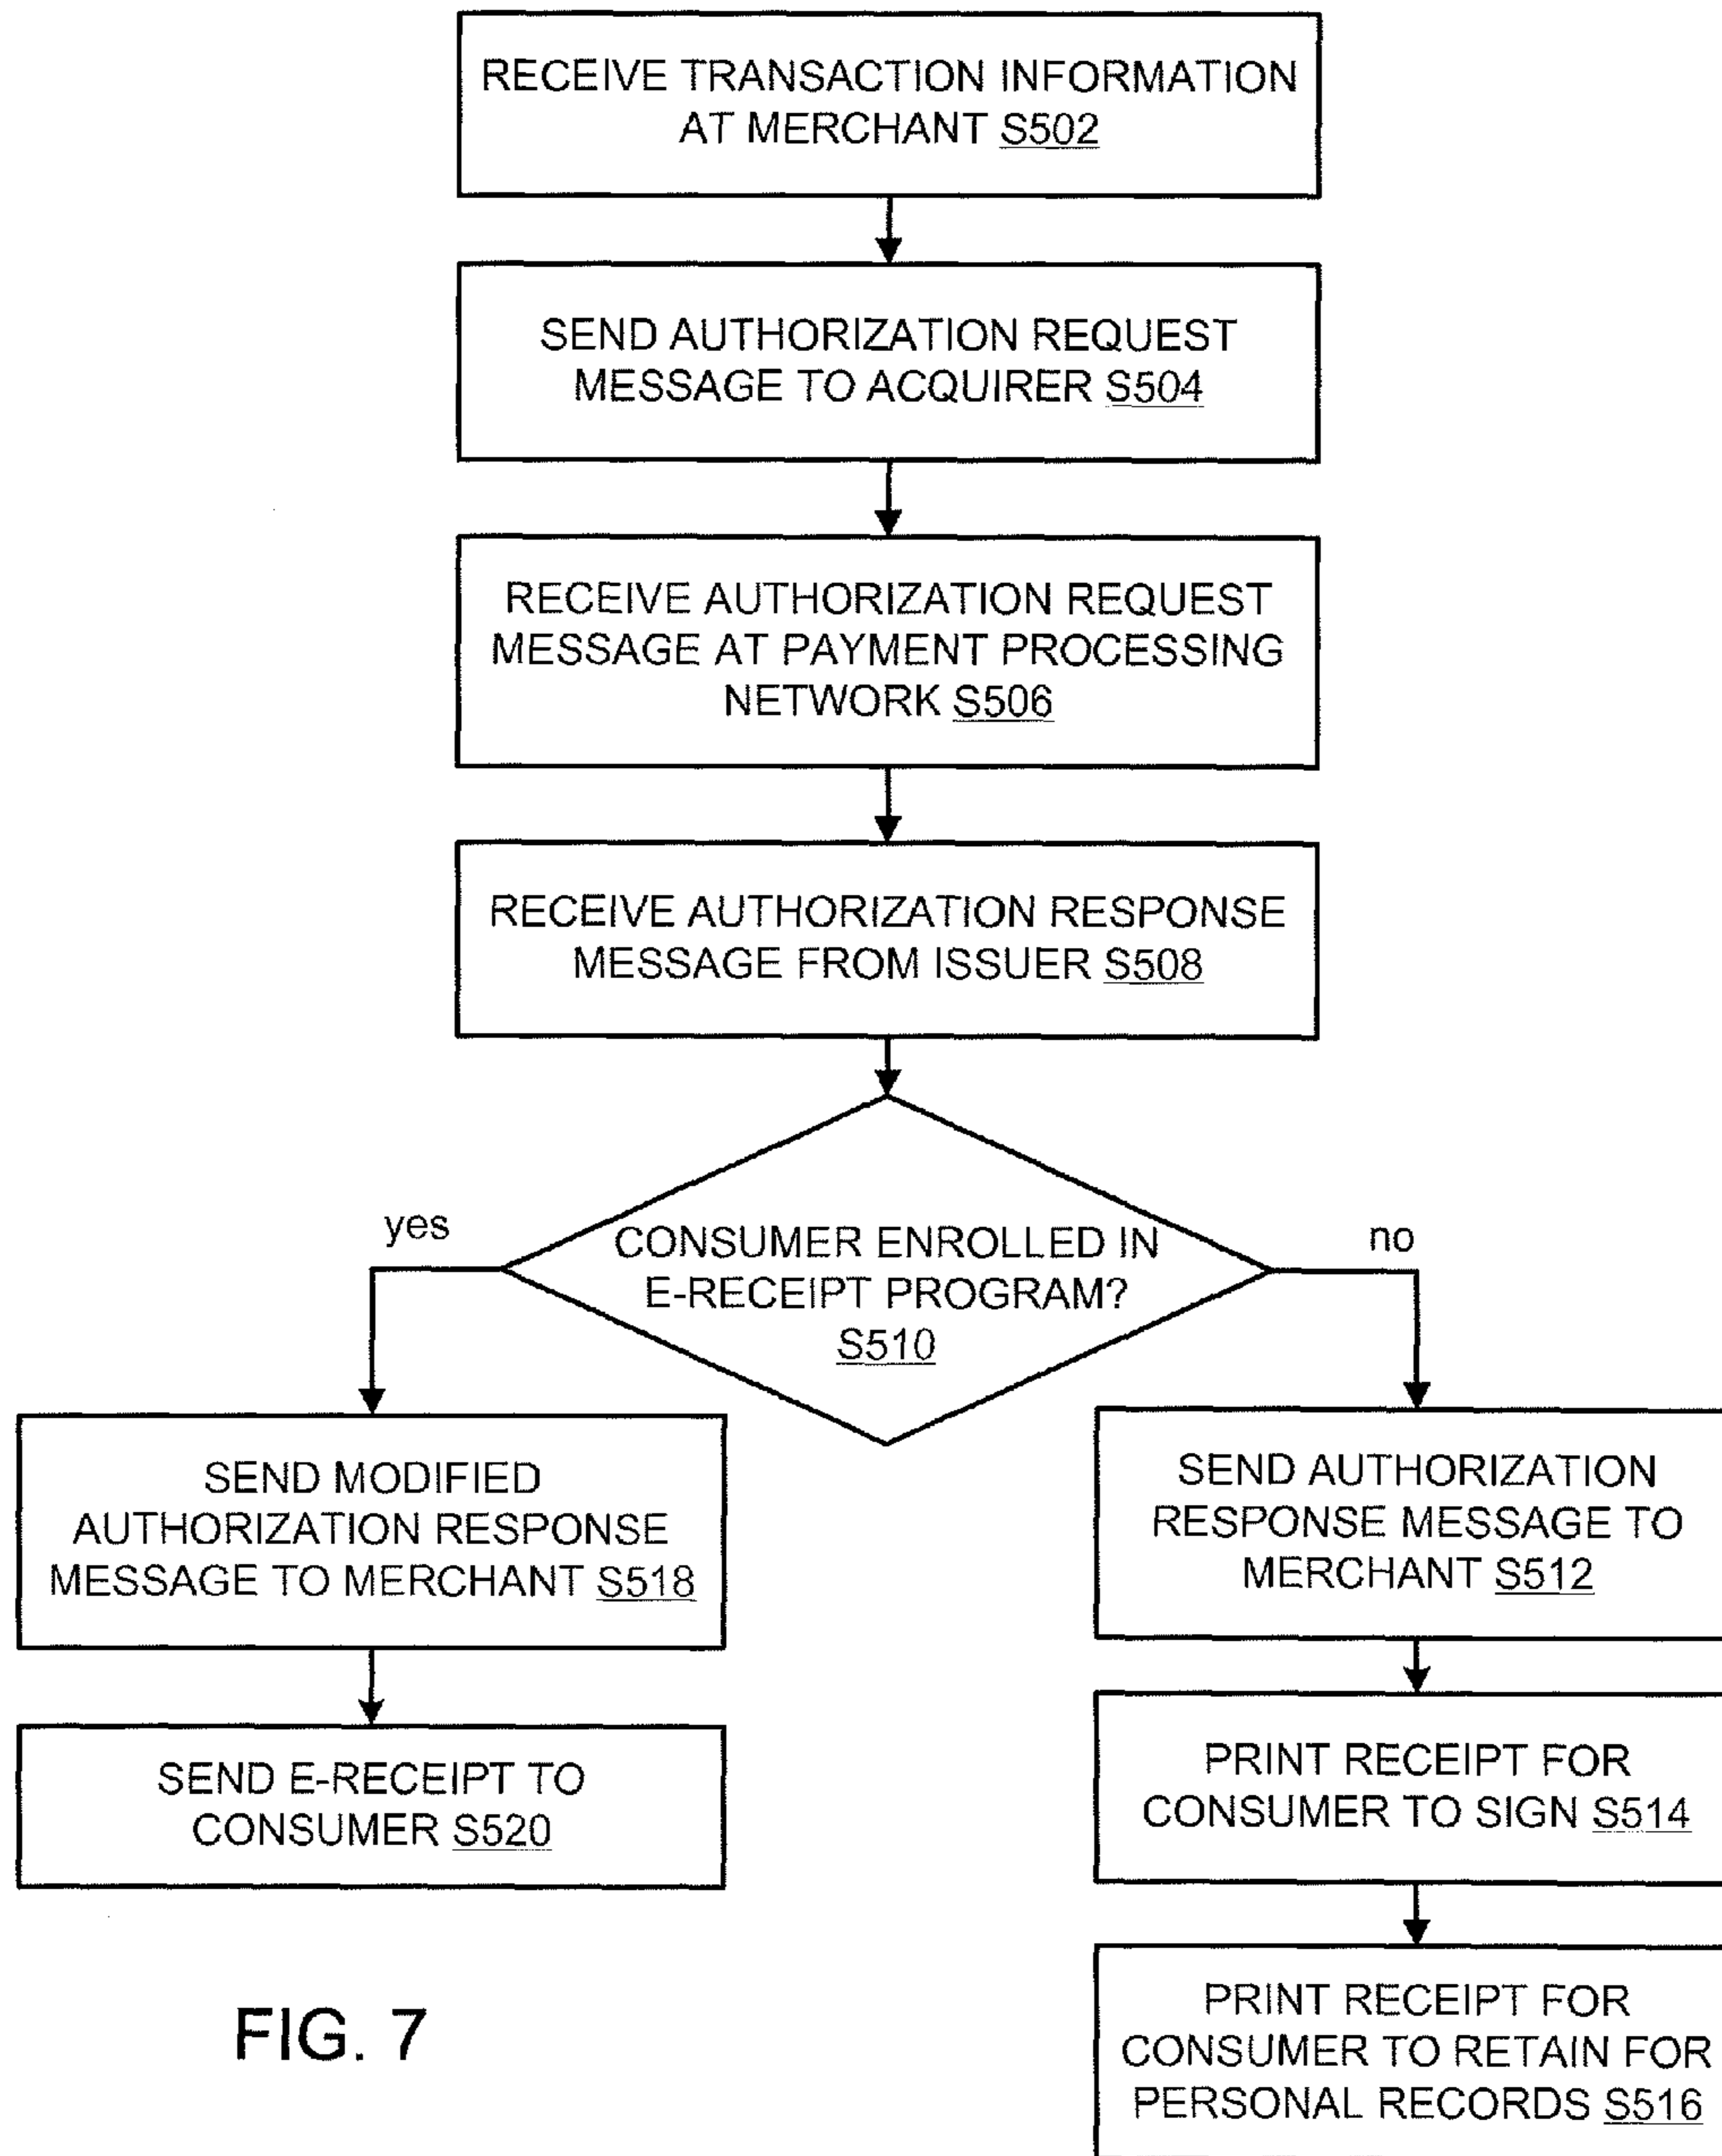 RECEIVE TRANSACTION INFORMATION
AT MERCHANT S502
SEND AUTHORIZATION REQUEST
MESSAGE TO ACQUIRER S504
RECEIVE AUTHORIZATION REQUEST
MESSAGE AT PAYMENT PROCESSING
NETWORK S506
RECEIVE AUTHORIZATION RESPONSE
MESSAGE FROM ISSUER S508
CONSUMER ENROLLED IN
E-RECEIPT PROGRAM?
S510
yes
no
SEND MODIFIED
AUTHORIZATION RESPONSE
MESSAGE TO MERCHANT S518
SEND E-RECEIPT TO
CONSUMER S520
SEND AUTHORIZATION
RESPONSE MESSAGE TO
MERCHANT S512
PRINT RECEIPT FOR
CONSUMER TO SIGN S514
PRINT RECEIPT FOR
CONSUMER TO RETAIN FOR
PERSONAL RECORDS S516
FIG. 7